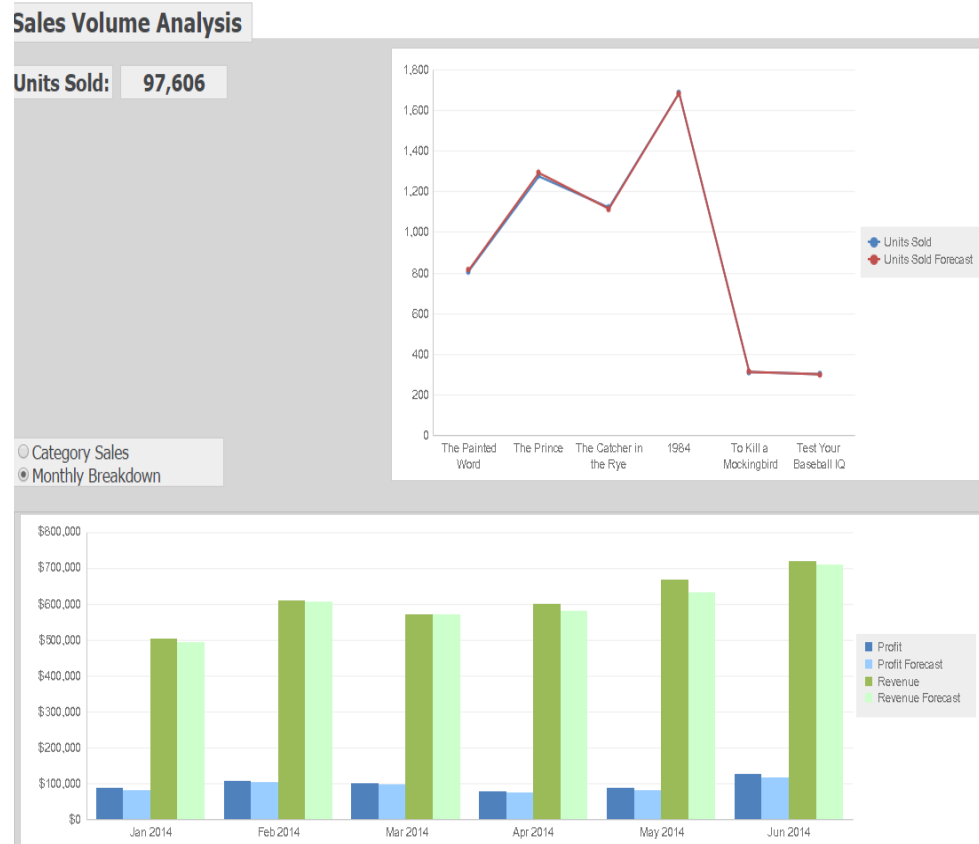 Sales Volume Analysis
Units Sold: 97,606
1,800
1,600
1,400
1,200
1,000
800
600
400
200
0
The Painted Word
The Prince
The Catcher in the Rye
1984
To Kill a Mockingbird
Test Your Baseball IQ
Units Sold
Units Sold Forecast
Category Sales
Monthly Breakdown
$800,000
$700,000
$600,000
$500,000
$400,000
$300,000
$200,000
$100,000
$0
Jan 2014
Feb 2014
Mar 2014
Apr 2014
May 2014
Jun 2014
Profit
Profit Forecast
Revenue
Revenue Forecast